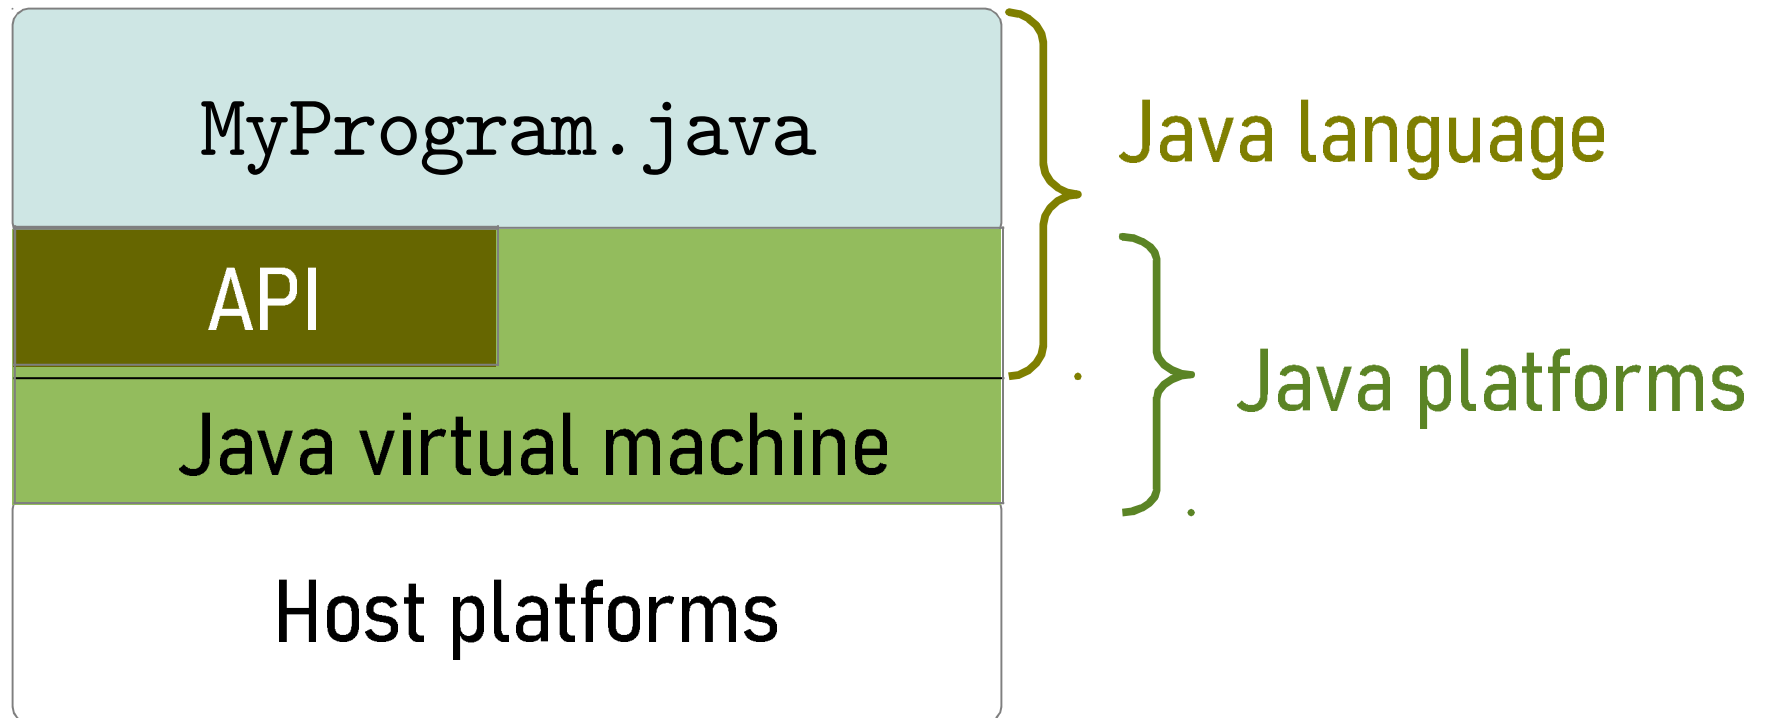 MyProgram.java
Java language
API
Java platforms
Java virtual machine
Host platforms